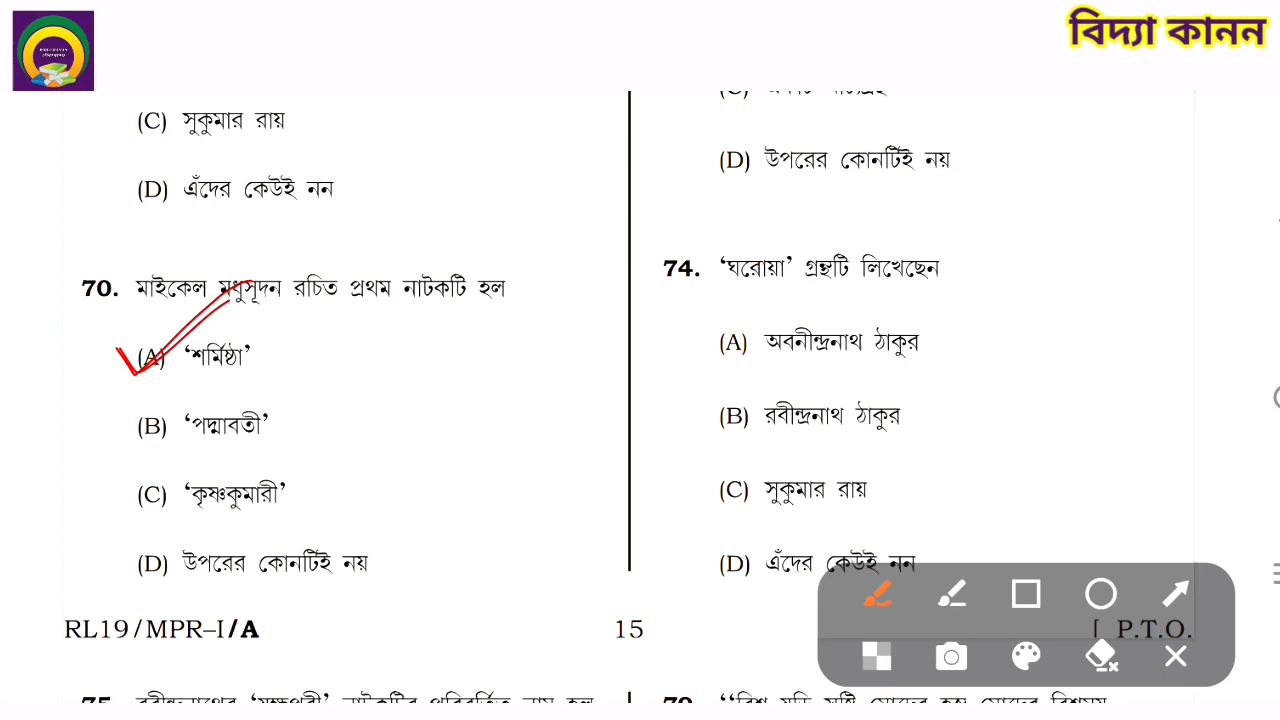 বিদ্যা কানন
(C) সুকুমার রায়
(D) এঁদের কেউই নন
70. মাইকেল মধুসূদন রচিত প্রথম নাটকটি হল
(A) ‘শর্মিষ্ঠা’
(B) ‘পদ্মাবতী’
(C) ‘কৃষ্ণকুমারী’
(D) উপরের কোনটিই নয়
(D) উপরের কোনটিই নয়
74. ‘ঘরোয়া’ গ্রন্থটি লিখেছেন
(A) অবনীন্দ্রনাথ ঠাকুর
(B) রবীন্দ্রনাথ ঠাকুর
(C) সুকুমার রায়
(D) এঁদের কেউই নন
RL19/MPR–I/A
15
[ P.T.O.